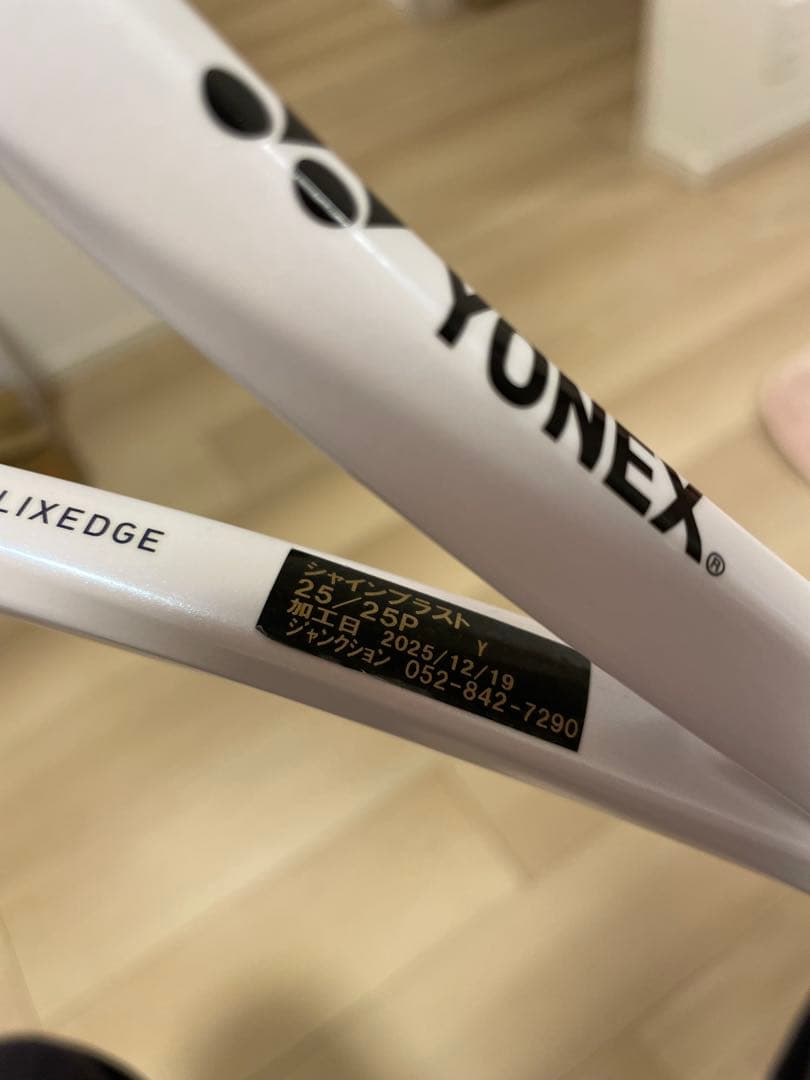 YONEX®
LIXEDGE
シャインブラスト
25/25P Y
加工日 2025/12/19
ジャンクション 052-842-7290